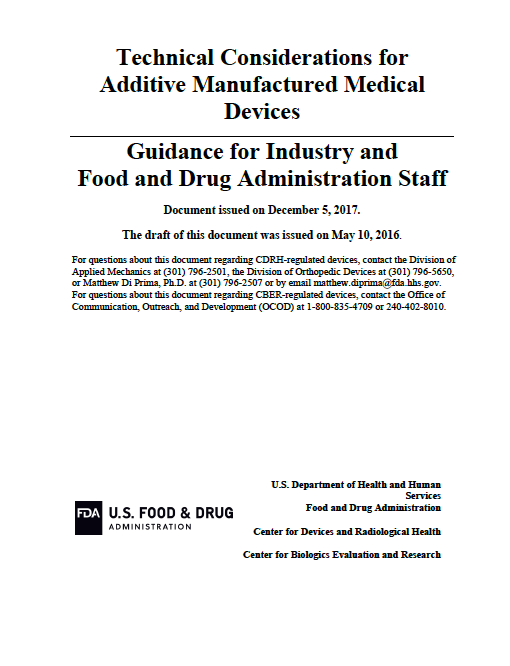 Technical Considerations for
Additive Manufactured Medical
Devices
Guidance for Industry and
Food and Drug Administration Staff
Document issued on December 5, 2017.
The draft of this document was issued on May 10, 2016.
For questions about this document regarding CDRH-regulated devices, contact the Division of
Applied Mechanics at (301) 796-2501, the Division of Orthopedic Devices at (301) 796-5650,
or Matthew Di Prima, Ph.D. at (301) 796-2507 or by email matthew.diprima@fda.hhs.gov.
For questions about this document regarding CBER-regulated devices, contact the Office of
Communication, Outreach, and Development (OCOD) at 1-800-835-4709 or 240-402-8010.
U.S. Department of Health and Human
Services
Food and Drug Administration
Center for Devices and Radiological Health
Center for Biologics Evaluation and Research
FDA U.S. FOOD & DRUG
ADMINISTRATION